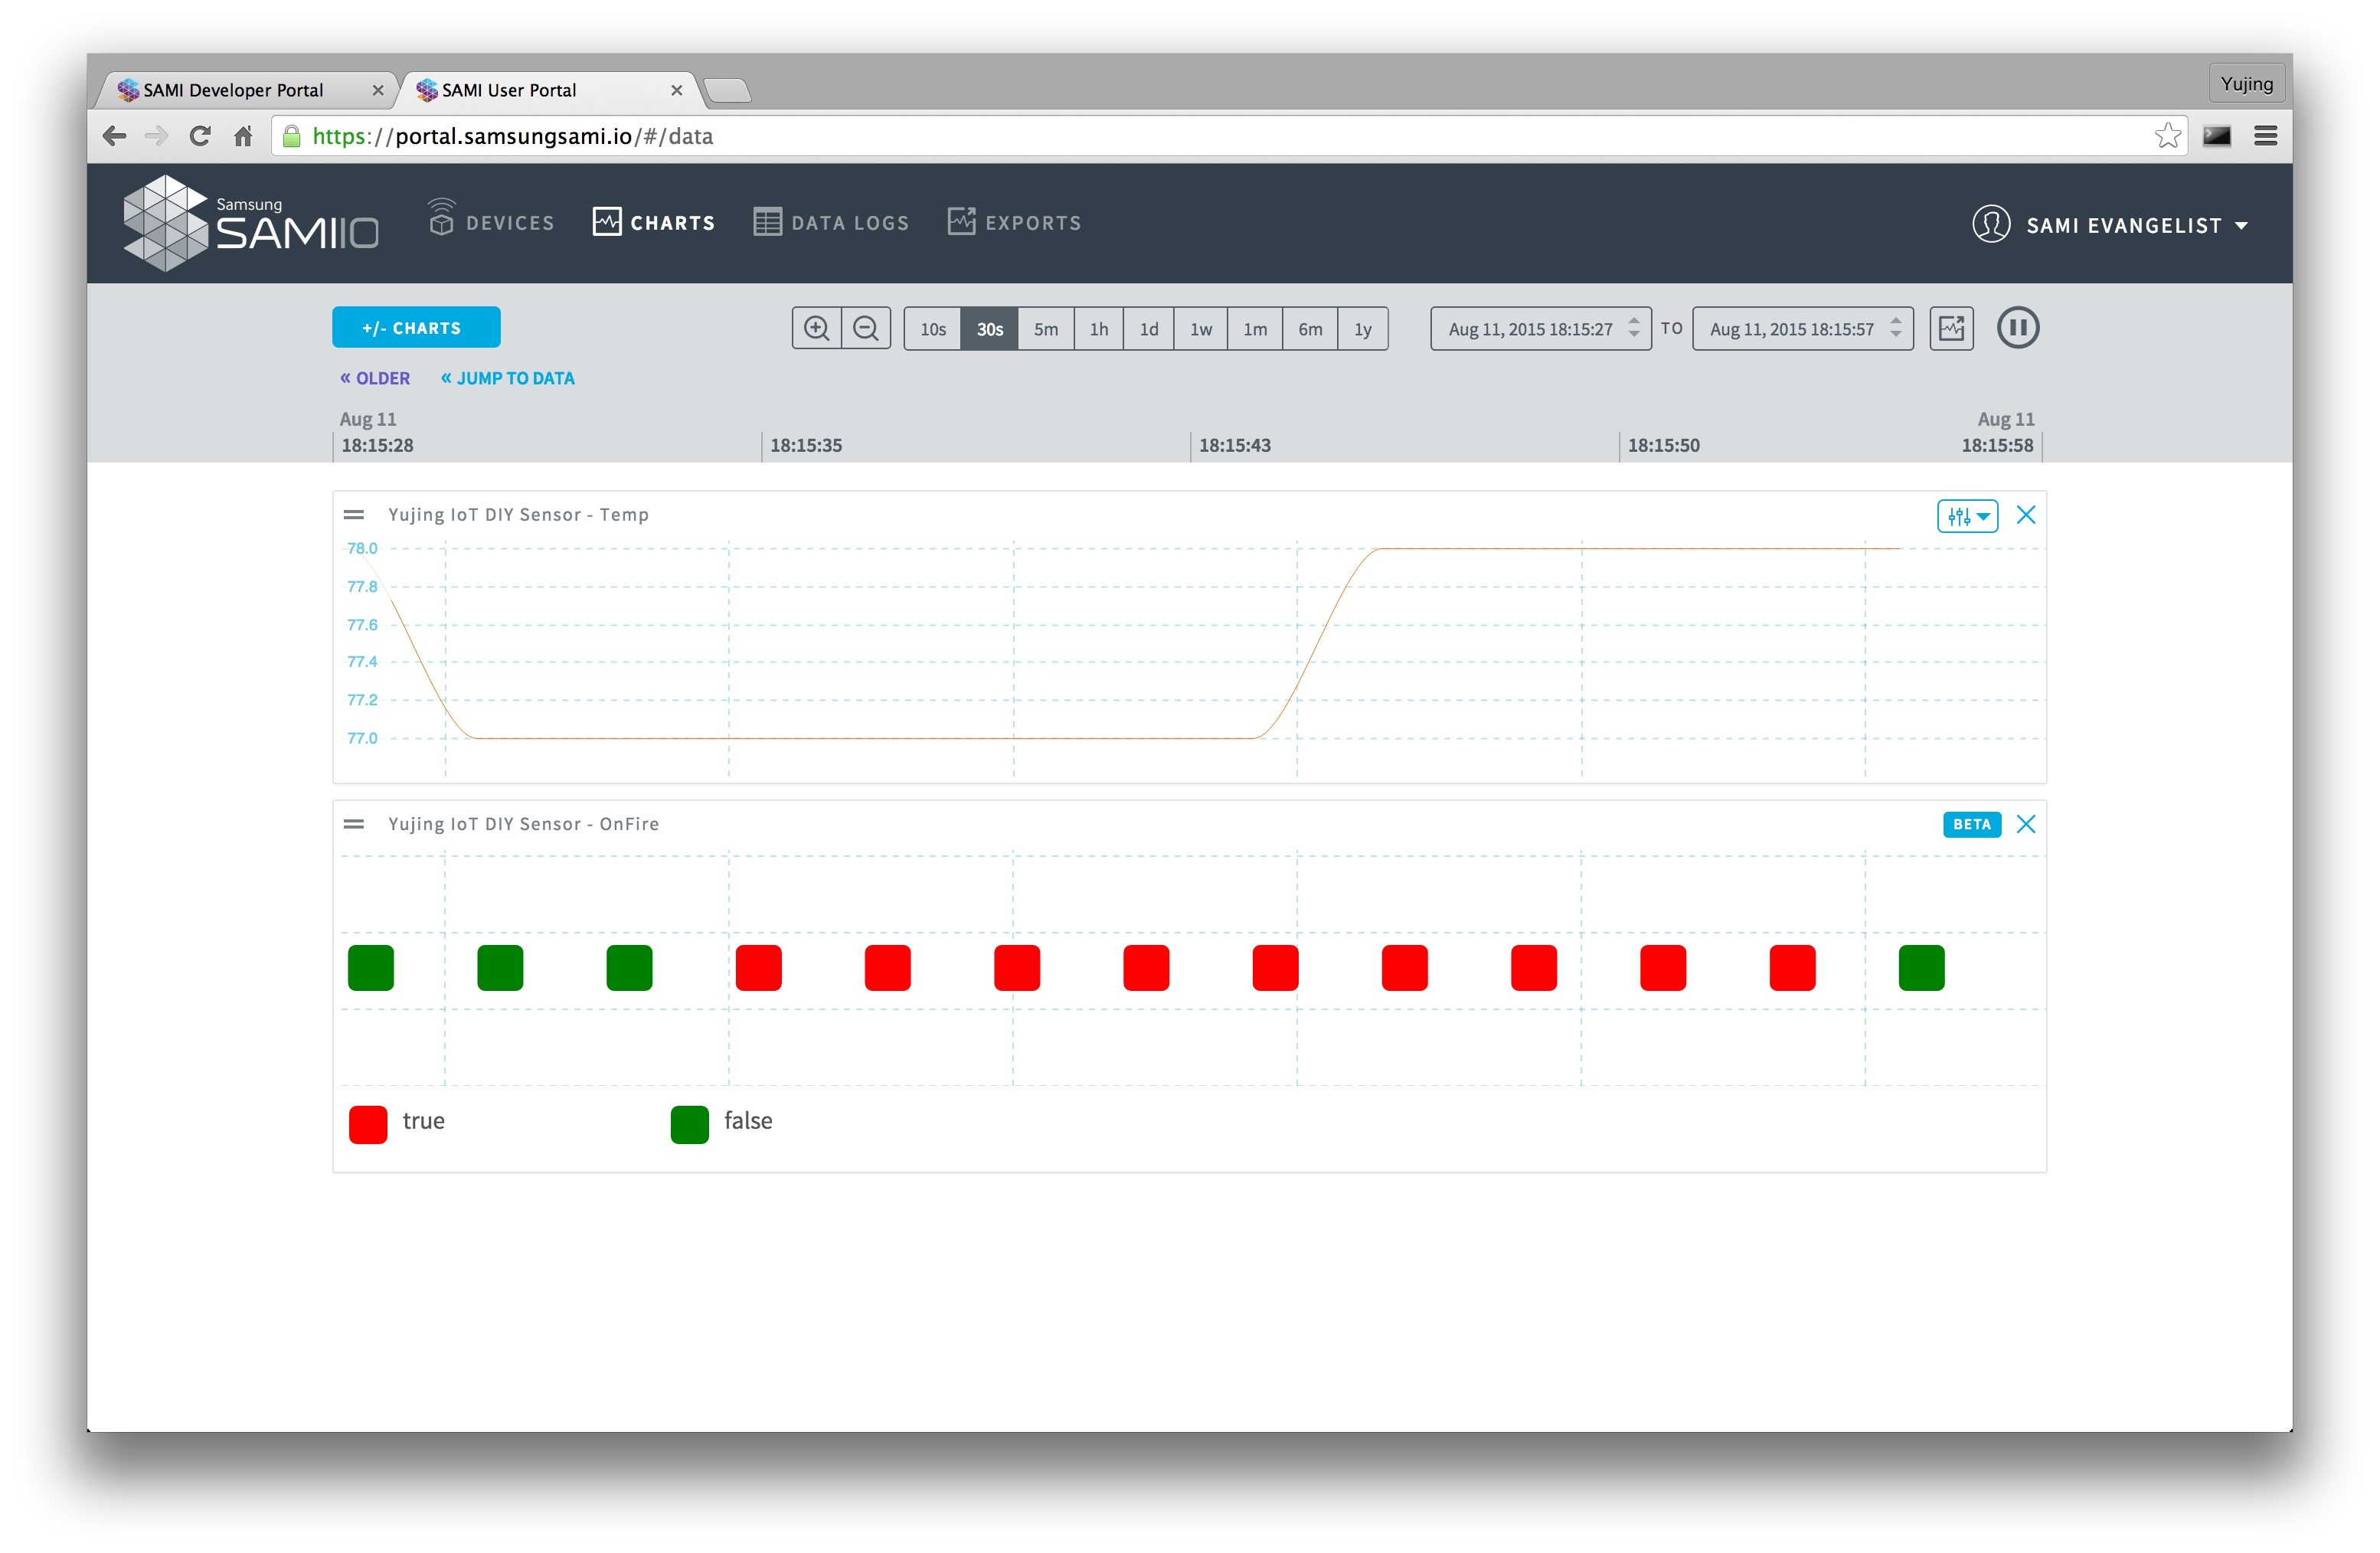 SAMI Developer Portal
SAMI User Portal
Yujing
https://portal.samsungsami.io/#/data
Samsung
SAMIIO
DEVICES
CHARTS
DATA LOGS
EXPORTS
SAMI EVANGELIST
+/- CHARTS
10s 30s 5m 1h 1d 1w 1m 6m 1y
Aug 11, 2015 18:15:27 TO Aug 11, 2015 18:15:57
« OLDER « JUMP TO DATA
Aug 11 Aug 11
18:15:28 18:15:35 18:15:43 18:15:50 18:15:58
Yujing IoT DIY Sensor - Temp
78.0
77.8
77.6
77.4
77.2
77.0
Yujing IoT DIY Sensor - OnFire
BETA
true false